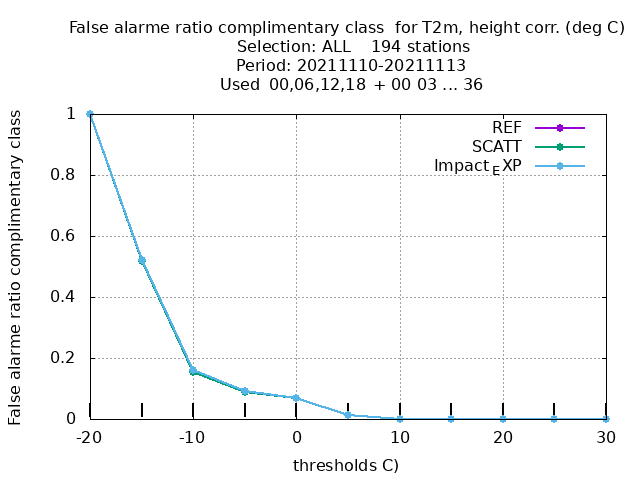 False alarme ratio complimentary class  for T2m, height corr. (deg C)
Selection: ALL    194 stations
Period: 20211110-20211113
Used  00,06,12,18  + 00 03 ... 36
False alarme ratio complimentary class
1
0.8
0.6
0.4
0.2
0
REF
SCATT
Impact_EXP
-20
-10
0
10
20
30
thresholds C)